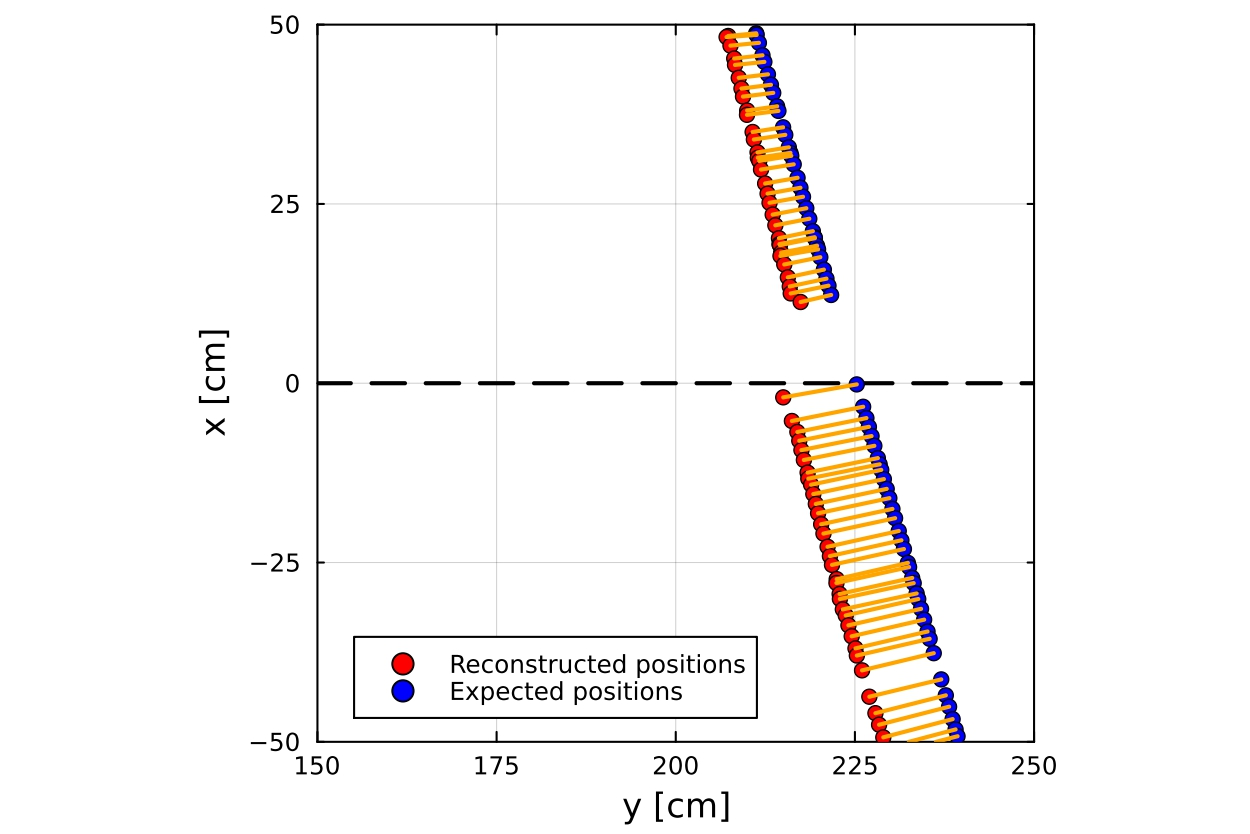 50
25
0
−25
−50
x [cm]
Reconstructed positions
Expected positions
150 175 200 225 250
y [cm]